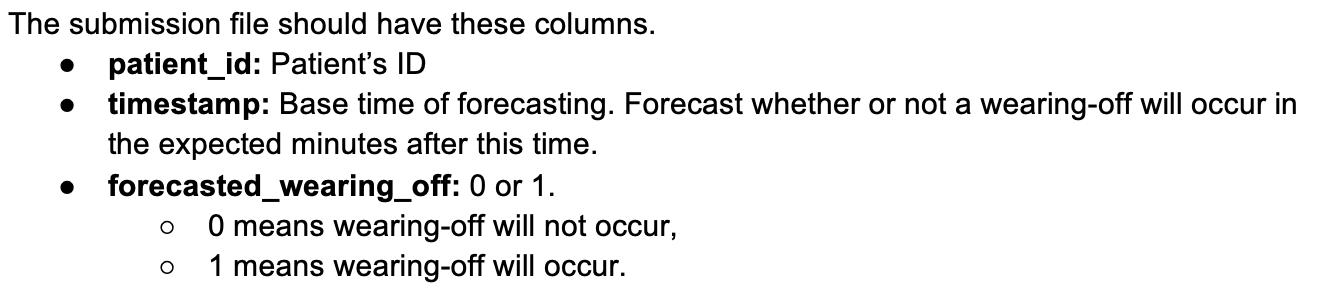 The submission file should have these columns.
● patient_id: Patient’s ID
● timestamp: Base time of forecasting. Forecast whether or not a wearing-off will occur in
the expected minutes after this time.
● forecasted_wearing_off: 0 or 1.
○ 0 means wearing-off will not occur,
○ 1 means wearing-off will occur.